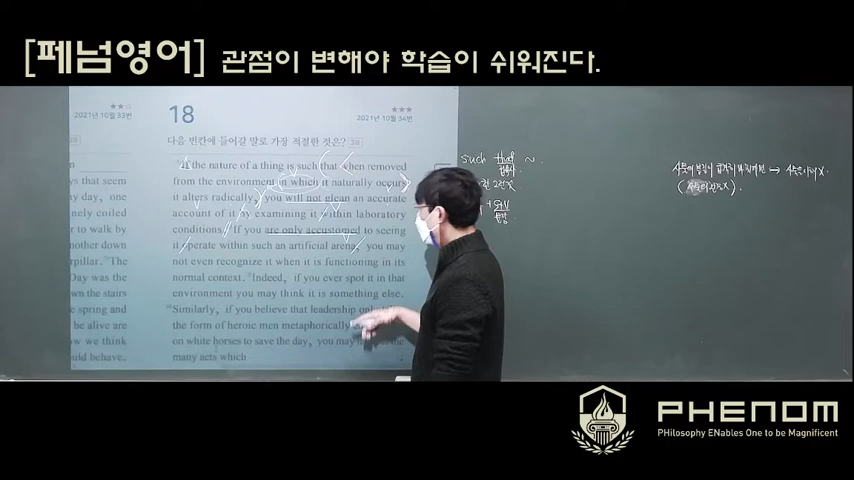 [페넘영어] 관점이 변해야 학습이 쉬워진다.
★★☆
2021년 10월 33번
18
★★★
2021년 10월 34번
다음 빈칸에 들어갈 말로 가장 적절한 것은?
If the nature of a thing is such that when removed
from the environment in which it naturally occurs
it alters radically, you will not glean an accurate
account of it by examining it within laboratory
conditions. If you are only accustomed to seeing
it operate within such an artificial arena, you may
not even recognize it when it is functioning in its
normal context. Indeed, if you ever spot it in that
environment you may think it is something else.
Similarly, if you believe that leadership only
the form of heroic men metaphorically
on white horses to save the day, you may
many acts which
ys that seem
my day, one
nely coiled
r to walk by
nother down
rpillar. The
Day was the
wn the stairs
e spring and
be alive are
ow we think
uld behave.
such that ~
PHENOM
PHilosophy ENables One to be Magnificent